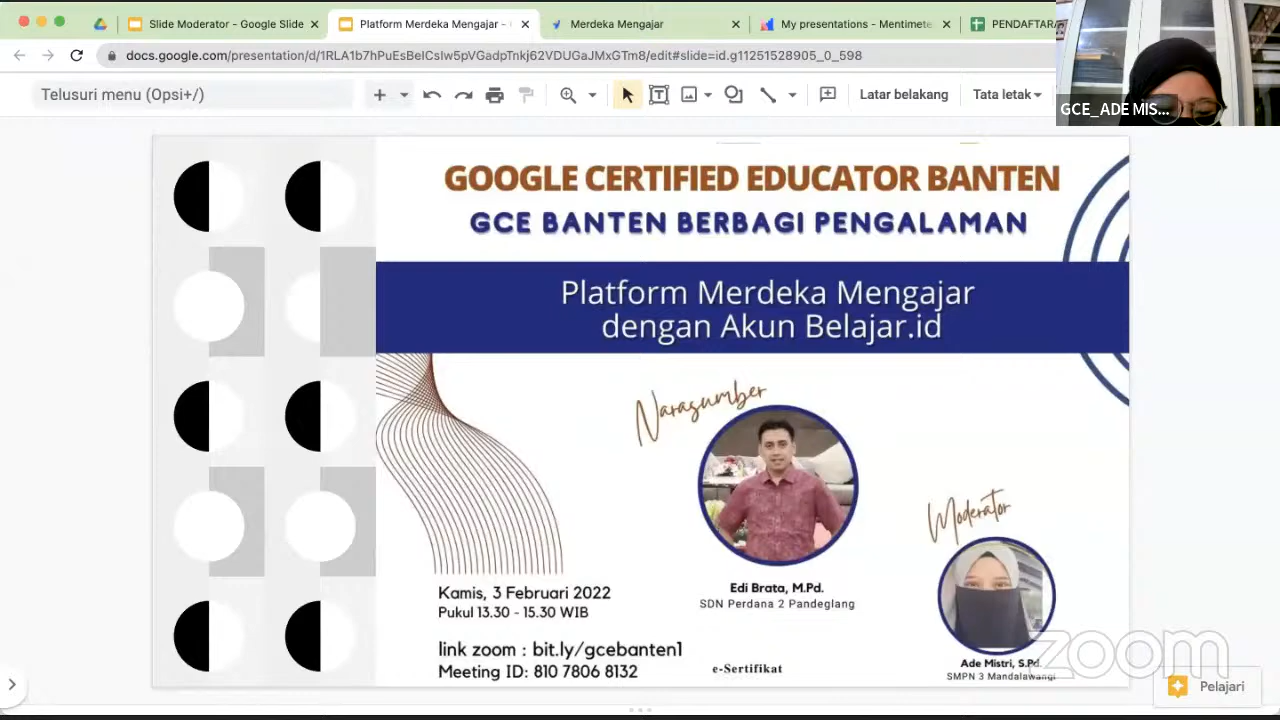 Slide Moderator - Google Slide
Platform Merdeka Mengajar -
Merdeka Mengajar
My presentations - Mentimete
PENDAFTARA
docs.google.com/presentation/d/1RLA1b7hPuEsBeICsIw5pVGadpTnkj62VDUGaJMxGTm8/edit#slide=id.g11251528905_0_598
GCE_ADE MIS...
Telusuri menu (Opsi+/)
Latar belakang
Tata letak
GOOGLE CERTIFIED EDUCATOR BANTEN
GCE BANTEN BERBAGI PENGALAMAN
Platform Merdeka Mengajar
dengan Akun Belajar.id
Narasumber
Edi Brata, M.Pd.
SDN Perdana 2 Pandeglang
Moderator
Ade Mistri, S.Pd.
SMPN 3 Mandalawangi
Kamis, 3 Februari 2022
Pukul 13.30 - 15.30 WIB
link zoom : bit.ly/gcebanten1
Meeting ID: 810 7806 8132
e-Sertifikat
zoom
Pelajari